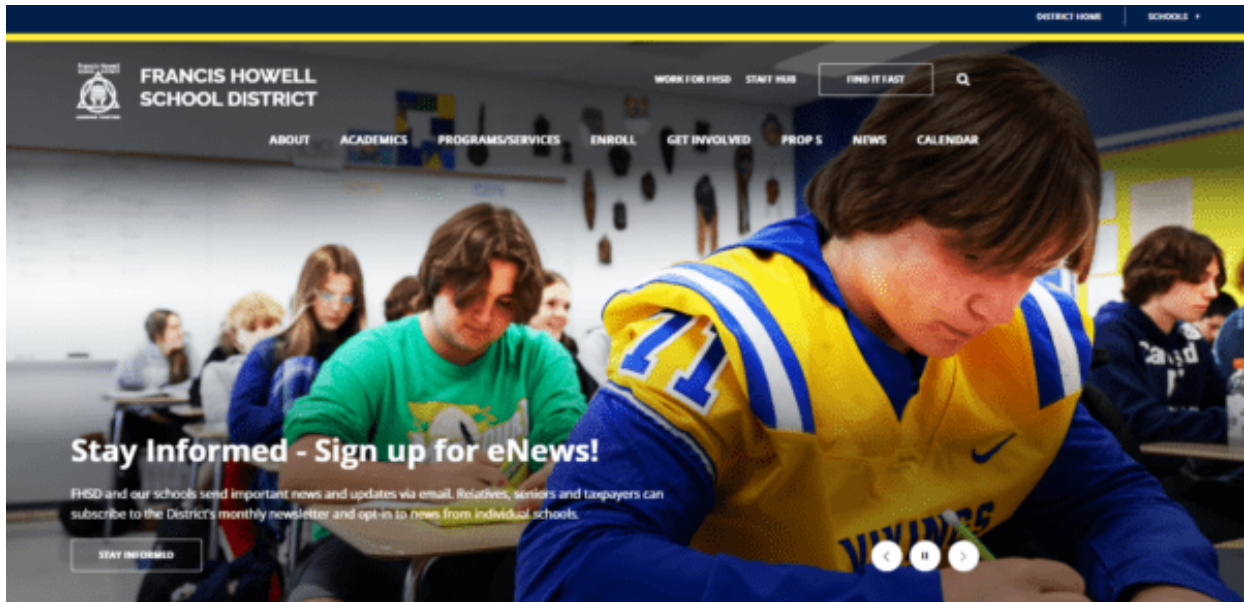 DISTRICT HOME
SCHOOLS +
FRANCIS HOWELL
SCHOOL DISTRICT
WORK FOR FHSD STAFF HUB FIND IT FAST
ABOUT ACADEMICS PROGRAMS/SERVICES ENROLL GET INVOLVED PROP S NEWS CALENDAR
71
VIKINGS
Stay Informed - Sign up for eNews!
FHSD and our schools send important news and updates via email. Relatives, seniors and taxpayers can
subscribe to the District's monthly newsletter and opt-in to news from individual schools.
STAY INFORMED